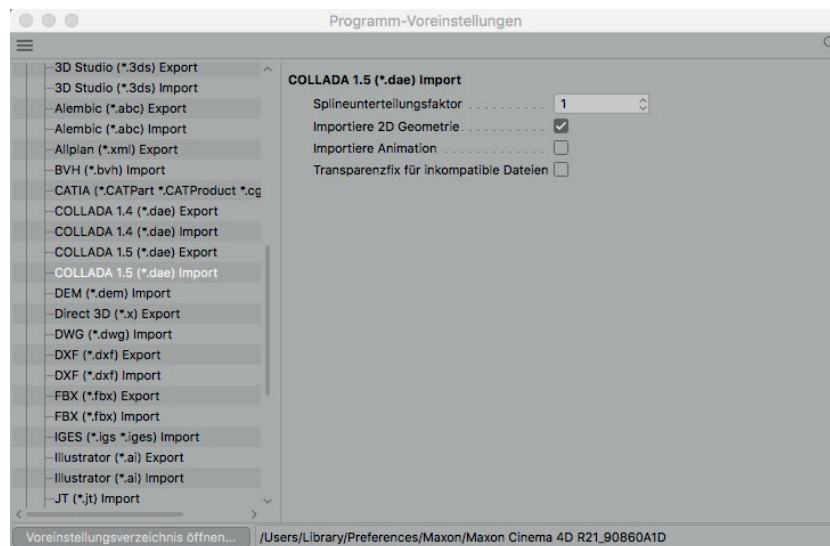 Programm-Voreinstellungen
3D Studio (*.3ds) Export
3D Studio (*.3ds) Import
Alembic (*.abc) Export
Alembic (*.abc) Import
Allplan (*.xml) Export
BVH (*.bvh) Import
CATIA (*.CATPart *.CATProduct *.cg
COLLADA 1.4 (*.dae) Export
COLLADA 1.4 (*.dae) Import
COLLADA 1.5 (*.dae) Export
COLLADA 1.5 (*.dae) Import
DEM (*.dem) Import
Direct 3D (*.x) Export
DWG (*.dwg) Import
DXF (*.dxf) Export
DXF (*.dxf) Import
FBX (*.fbx) Export
FBX (*.fbx) Import
IGES (*.igs *.iges) Import
Illustrator (*.ai) Export
Illustrator (*.ai) Import
JT (*.jt) Import
COLLADA 1.5 (*.dae) Import
Splineunterteilungsfaktor . . . . . . . . . . 1
Importiere 2D Geometrie. . . . . . . . . . .
Importiere Animation . . . . . . . . . . . . .
Transparenzfix für inkompatible Dateien
Voreinstellungsverzeichnis öffnen... /Users/Library/Preferences/Maxon/Maxon Cinema 4D R21_90860A1D